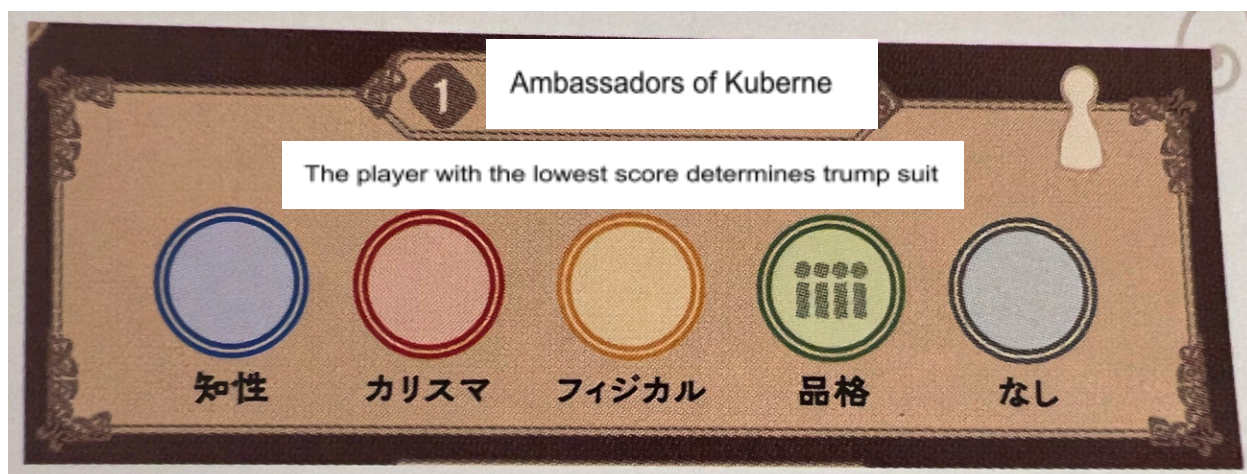 1 Ambassadors of Kuberne
The player with the lowest score determines trump suit
知性 カリスマ フィジカル 品格 なし